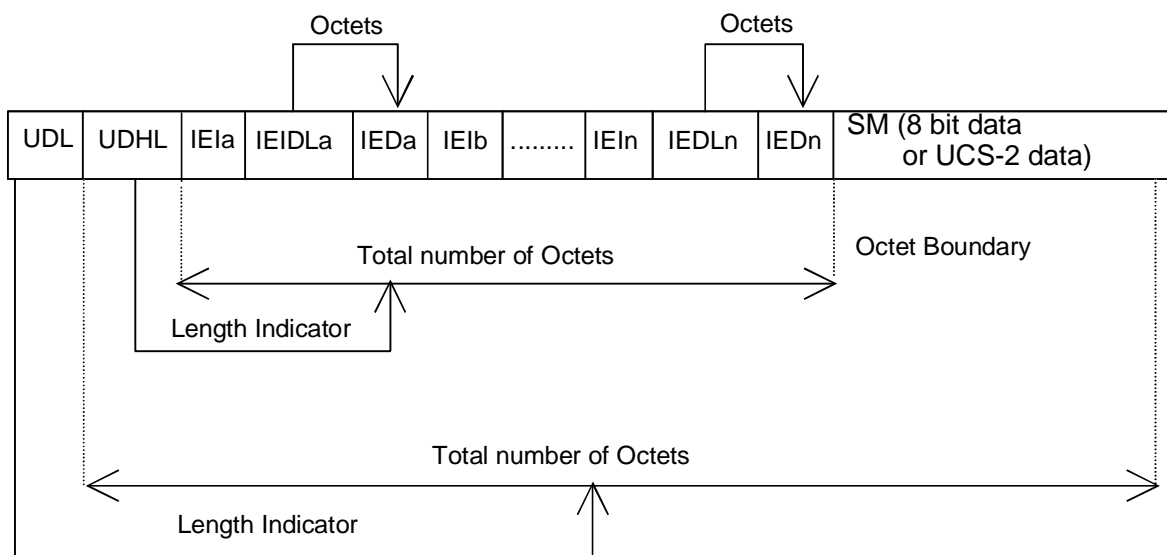 Octets Octets
UDL UDHL IEIa IEIDLa IEDa IEIb ......... IEIn IEDLn IEDn SM (8 bit data
or UCS-2 data)
Total number of Octets Octet Boundary
Length Indicator
Total number of Octets
Length Indicator